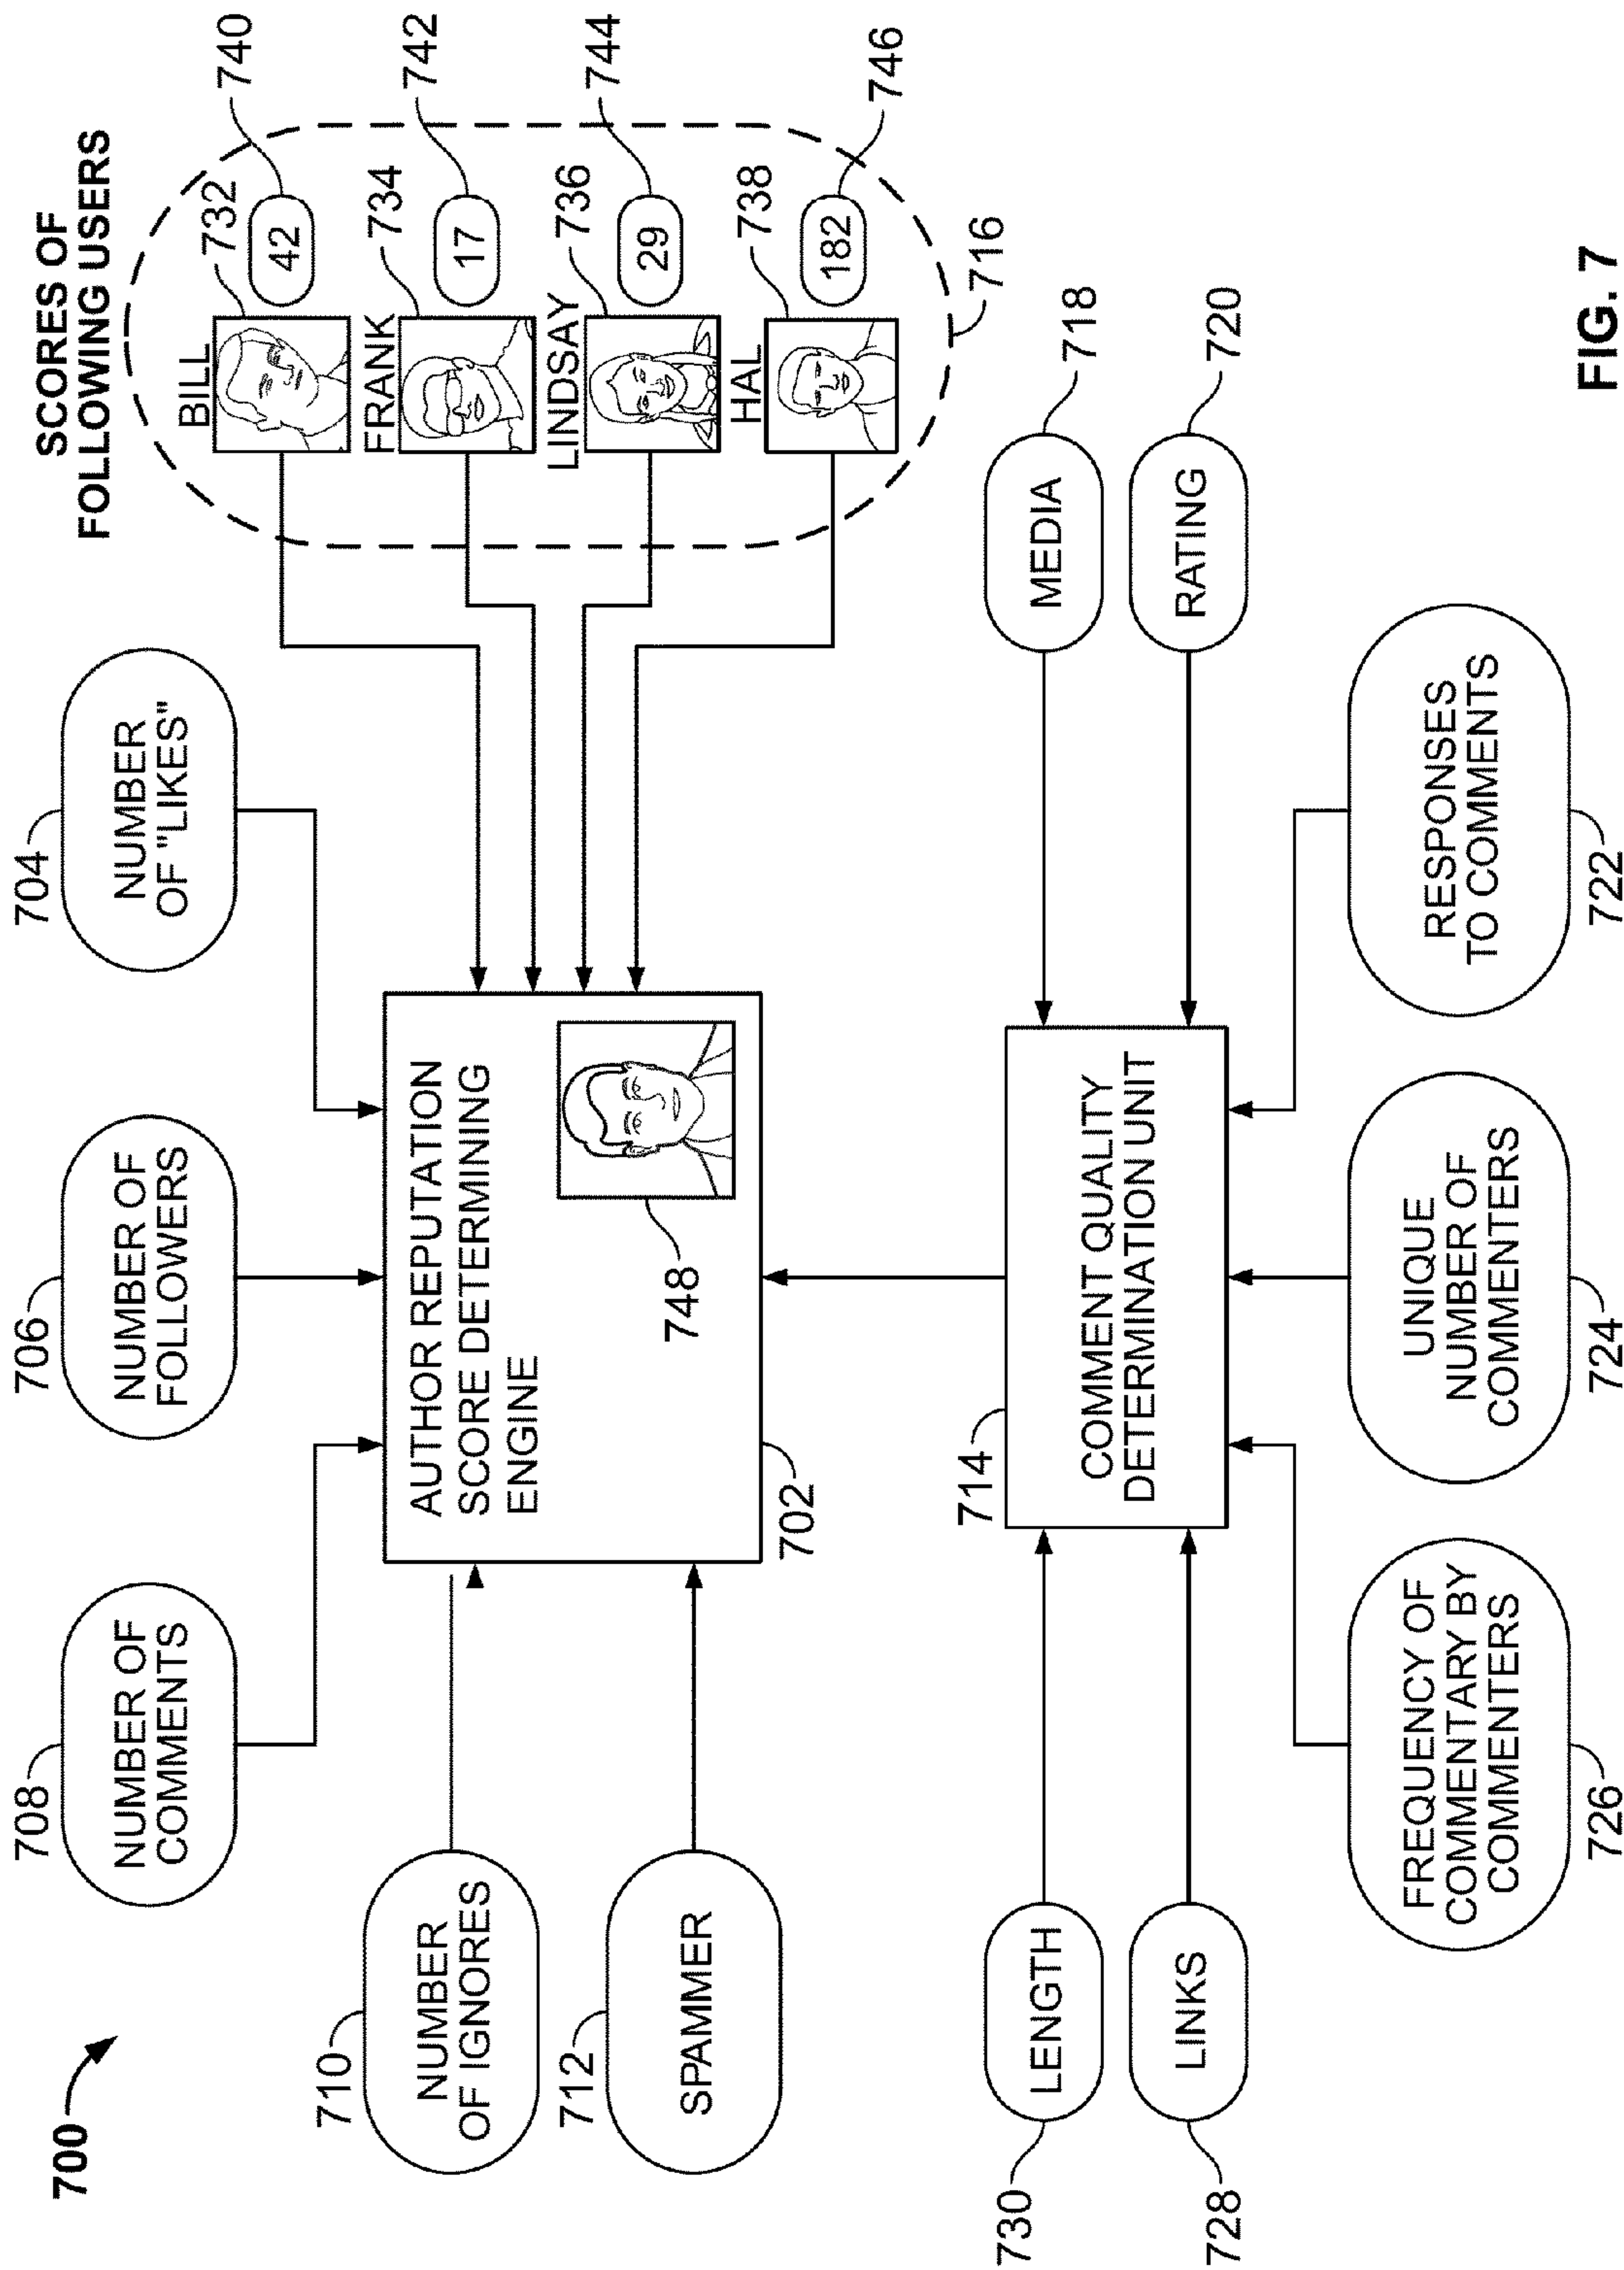 700
708
NUMBER OF
COMMENTS
706
NUMBER OF
FOLLOWERS
704
NUMBER
OF "LIKES"
SCORES OF
FOLLOWING USERS
710
NUMBER
OF IGNORES
712
SPAMMER
AUTHOR REPUTATION
SCORE DETERMINING
ENGINE
748
702
BILL
732
42
740
FRANK
734
17
742
LINDSAY
736
29
744
HAL
738
182
746
716
714
COMMENT QUALITY
DETERMINATION UNIT
730
LENGTH
728
LINKS
MEDIA
718
RATING
720
FREQUENCY OF
COMMENTARY BY
COMMENTERS
726
UNIQUE
NUMBER OF
COMMENTERS
724
RESPONSES
TO COMMENTS
722
FIG. 7